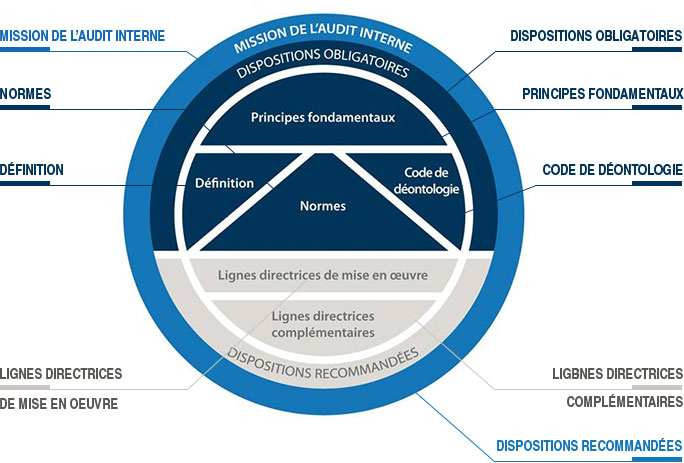 MISSION DE L'AUDIT INTERNE
NORMES
DÉFINITION
LIGNES DIRECTRICES
DE MISE EN OEUVRE
MISSION DE L'AUDIT INTERNE
DISPOSITIONS OBLIGATOIRES
Principes fondamentaux
Définition
Normes
Code de
déontologie
Lignes directrices de mise en œuvre
Lignes directrices
complémentaires
DISPOSITIONS RECOMMANDÉES
DISPOSITIONS OBLIGATOIRES
PRINCIPES FONDAMENTAUX
CODE DE DÉONTOLOGIE
LIGBNES DIRECTRICES
COMPLÉMENTAIRES
DISPOSITIONS RECOMMANDÉES